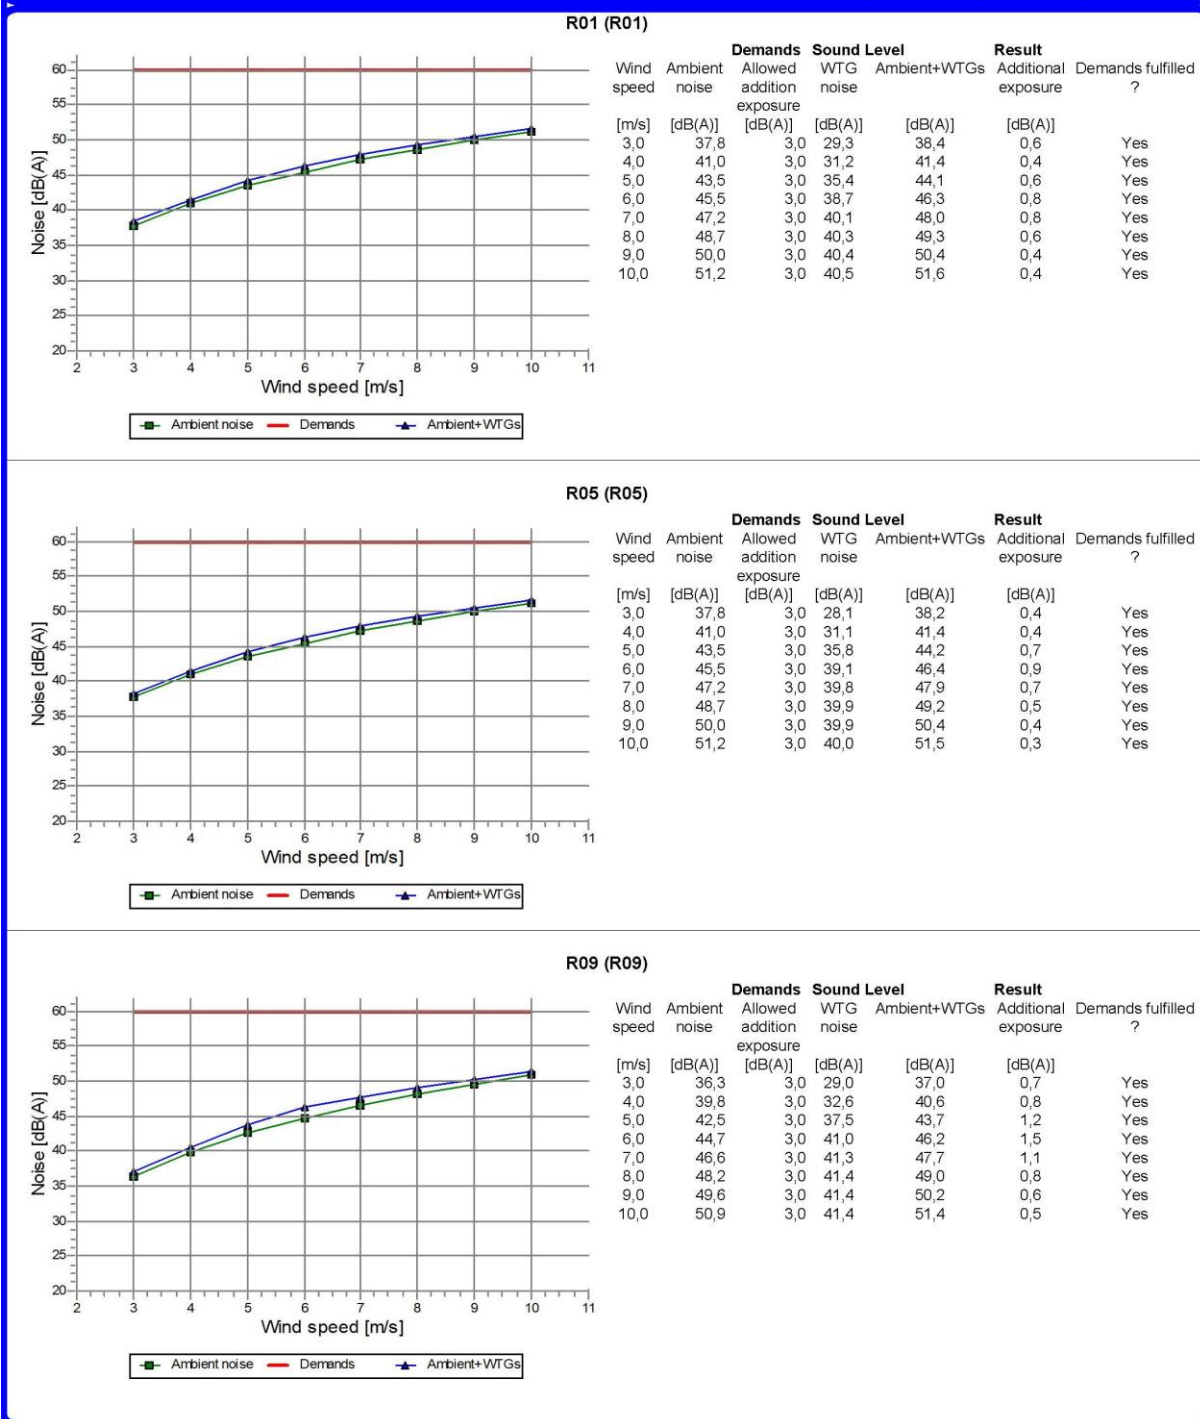 R01 (R01)
Demands Sound Level Result
Wind Ambient Allowed WTG Ambient+WTGs Additional Demands fulfilled
speed noise addition noise exposure ?
exposure
[m/s] [dB(A)] [dB(A)] [dB(A)] [dB(A)] [dB(A)]
3,0 37,8 3,0 29,3 38,4 0,6 Yes
4,0 41,0 3,0 31,2 41,4 0,4 Yes
5,0 43,5 3,0 35,4 44,1 0,6 Yes
6,0 45,5 3,0 38,7 46,3 0,8 Yes
7,0 47,2 3,0 40,1 48,0 0,8 Yes
8,0 48,7 3,0 40,3 49,3 0,6 Yes
9,0 50,0 3,0 40,4 50,4 0,4 Yes
10,0 51,2 3,0 40,5 51,6 0,4 Yes
Noise [dB(A)]
60
55
50
45
40
35
30
25
20
2 3 4 5 6 7 8 9 10 11
Wind speed [m/s]
Ambient noise Demands Ambient+WTGs
R05 (R05)
Demands Sound Level Result
Wind Ambient Allowed WTG Ambient+WTGs Additional Demands fulfilled
speed noise addition noise exposure ?
exposure
[m/s] [dB(A)] [dB(A)] [dB(A)] [dB(A)] [dB(A)]
3,0 37,8 3,0 28,1 38,2 0,4 Yes
4,0 41,0 3,0 31,1 41,4 0,4 Yes
5,0 43,5 3,0 35,8 44,2 0,7 Yes
6,0 45,5 3,0 39,1 46,4 0,9 Yes
7,0 47,2 3,0 39,8 47,9 0,7 Yes
8,0 48,7 3,0 39,9 49,2 0,5 Yes
9,0 50,0 3,0 39,9 50,4 0,4 Yes
10,0 51,2 3,0 40,0 51,5 0,3 Yes
Noise [dB(A)]
60
55
50
45
40
35
30
25
20
2 3 4 5 6 7 8 9 10 11
Wind speed [m/s]
Ambient noise Demands Ambient+WTGs
R09 (R09)
Demands Sound Level Result
Wind Ambient Allowed WTG Ambient+WTGs Additional Demands fulfilled
speed noise addition noise exposure ?
exposure
[m/s] [dB(A)] [dB(A)] [dB(A)] [dB(A)] [dB(A)]
3,0 36,3 3,0 29,0 37,0 0,7 Yes
4,0 39,8 3,0 32,6 40,6 0,8 Yes
5,0 42,5 3,0 37,5 43,7 1,2 Yes
6,0 44,7 3,0 41,0 46,2 1,5 Yes
7,0 46,6 3,0 41,3 47,7 1,1 Yes
8,0 48,2 3,0 41,4 49,0 0,8 Yes
9,0 49,6 3,0 41,4 50,2 0,6 Yes
10,0 50,9 3,0 41,4 51,4 0,5 Yes
Noise [dB(A)]
60
55
50
45
40
35
30
25
20
2 3 4 5 6 7 8 9 10 11
Wind speed [m/s]
Ambient noise Demands Ambient+WTGs